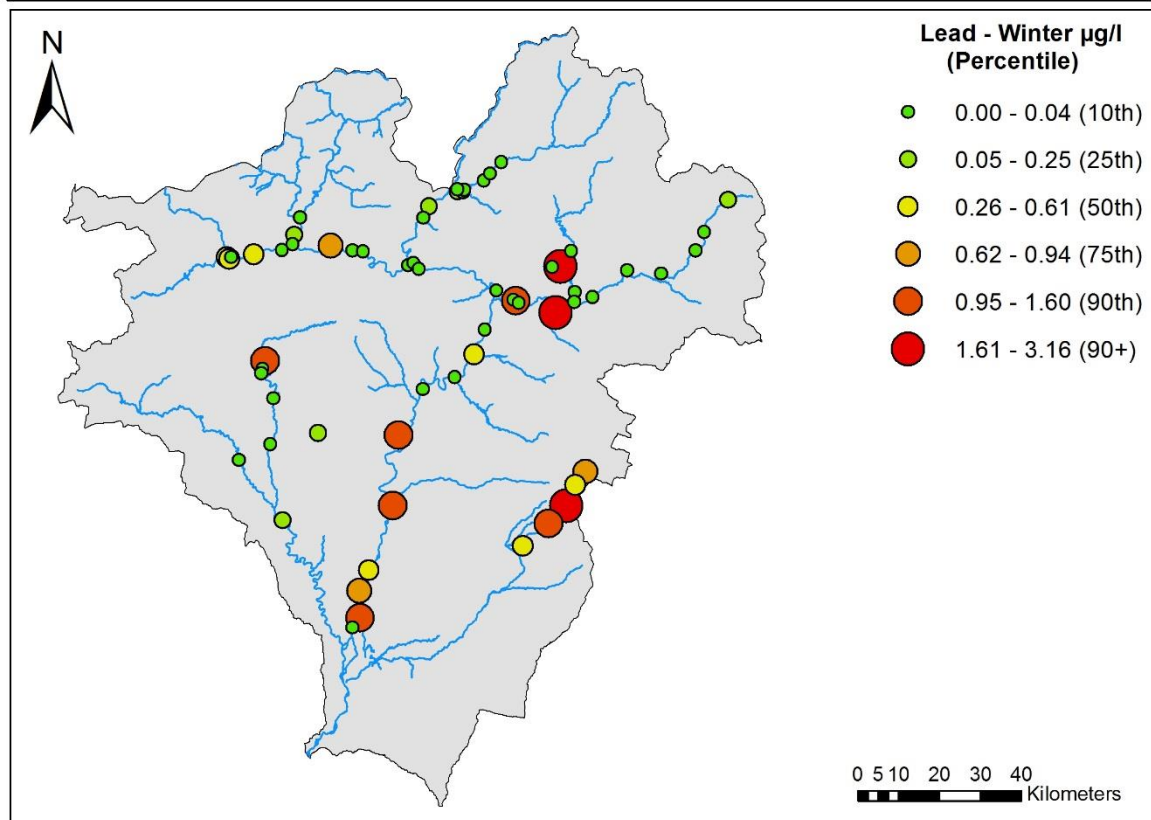 N
Lead - Winter µg/l
(Percentile)
0.00 - 0.04 (10th)
0.05 - 0.25 (25th)
0.26 - 0.61 (50th)
0.62 - 0.94 (75th)
0.95 - 1.60 (90th)
1.61 - 3.16 (90+)
0 5 10 20 30 40
Kilometers